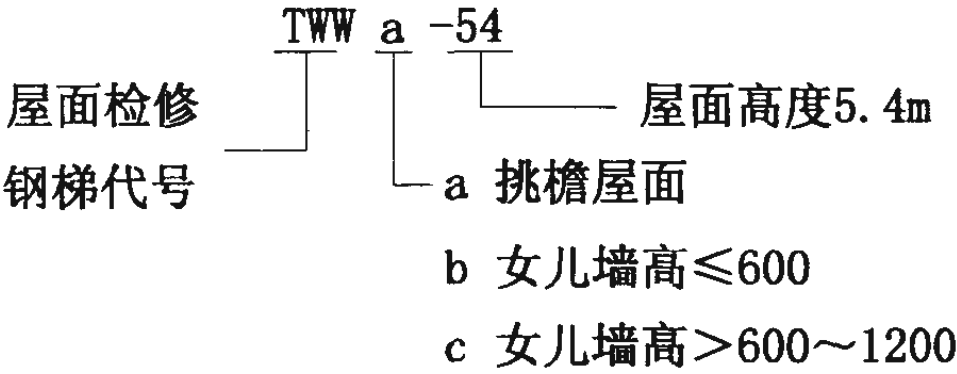 TWW a -54
屋面检修
钢梯代号
屋面高度5.4m
a 挑檐屋面
b 女儿墙高≤600
c 女儿墙高>600～1200